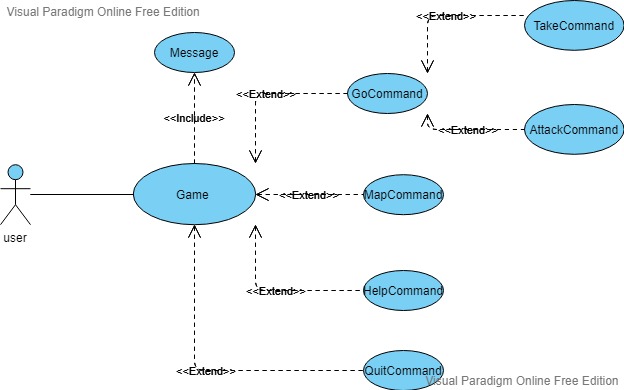 Visual Paradigm Online Free Edition
<<Extend>>
TakeCommand
Message
<<Extend>>
GoCommand
<<Include>>
<<Extend>>
AttackCommand
Game
<<Extend>>
MapCommand
user
<<Extend>>
HelpCommand
<<Extend>>
QuitCommand
Visual Paradigm Online Free Edition